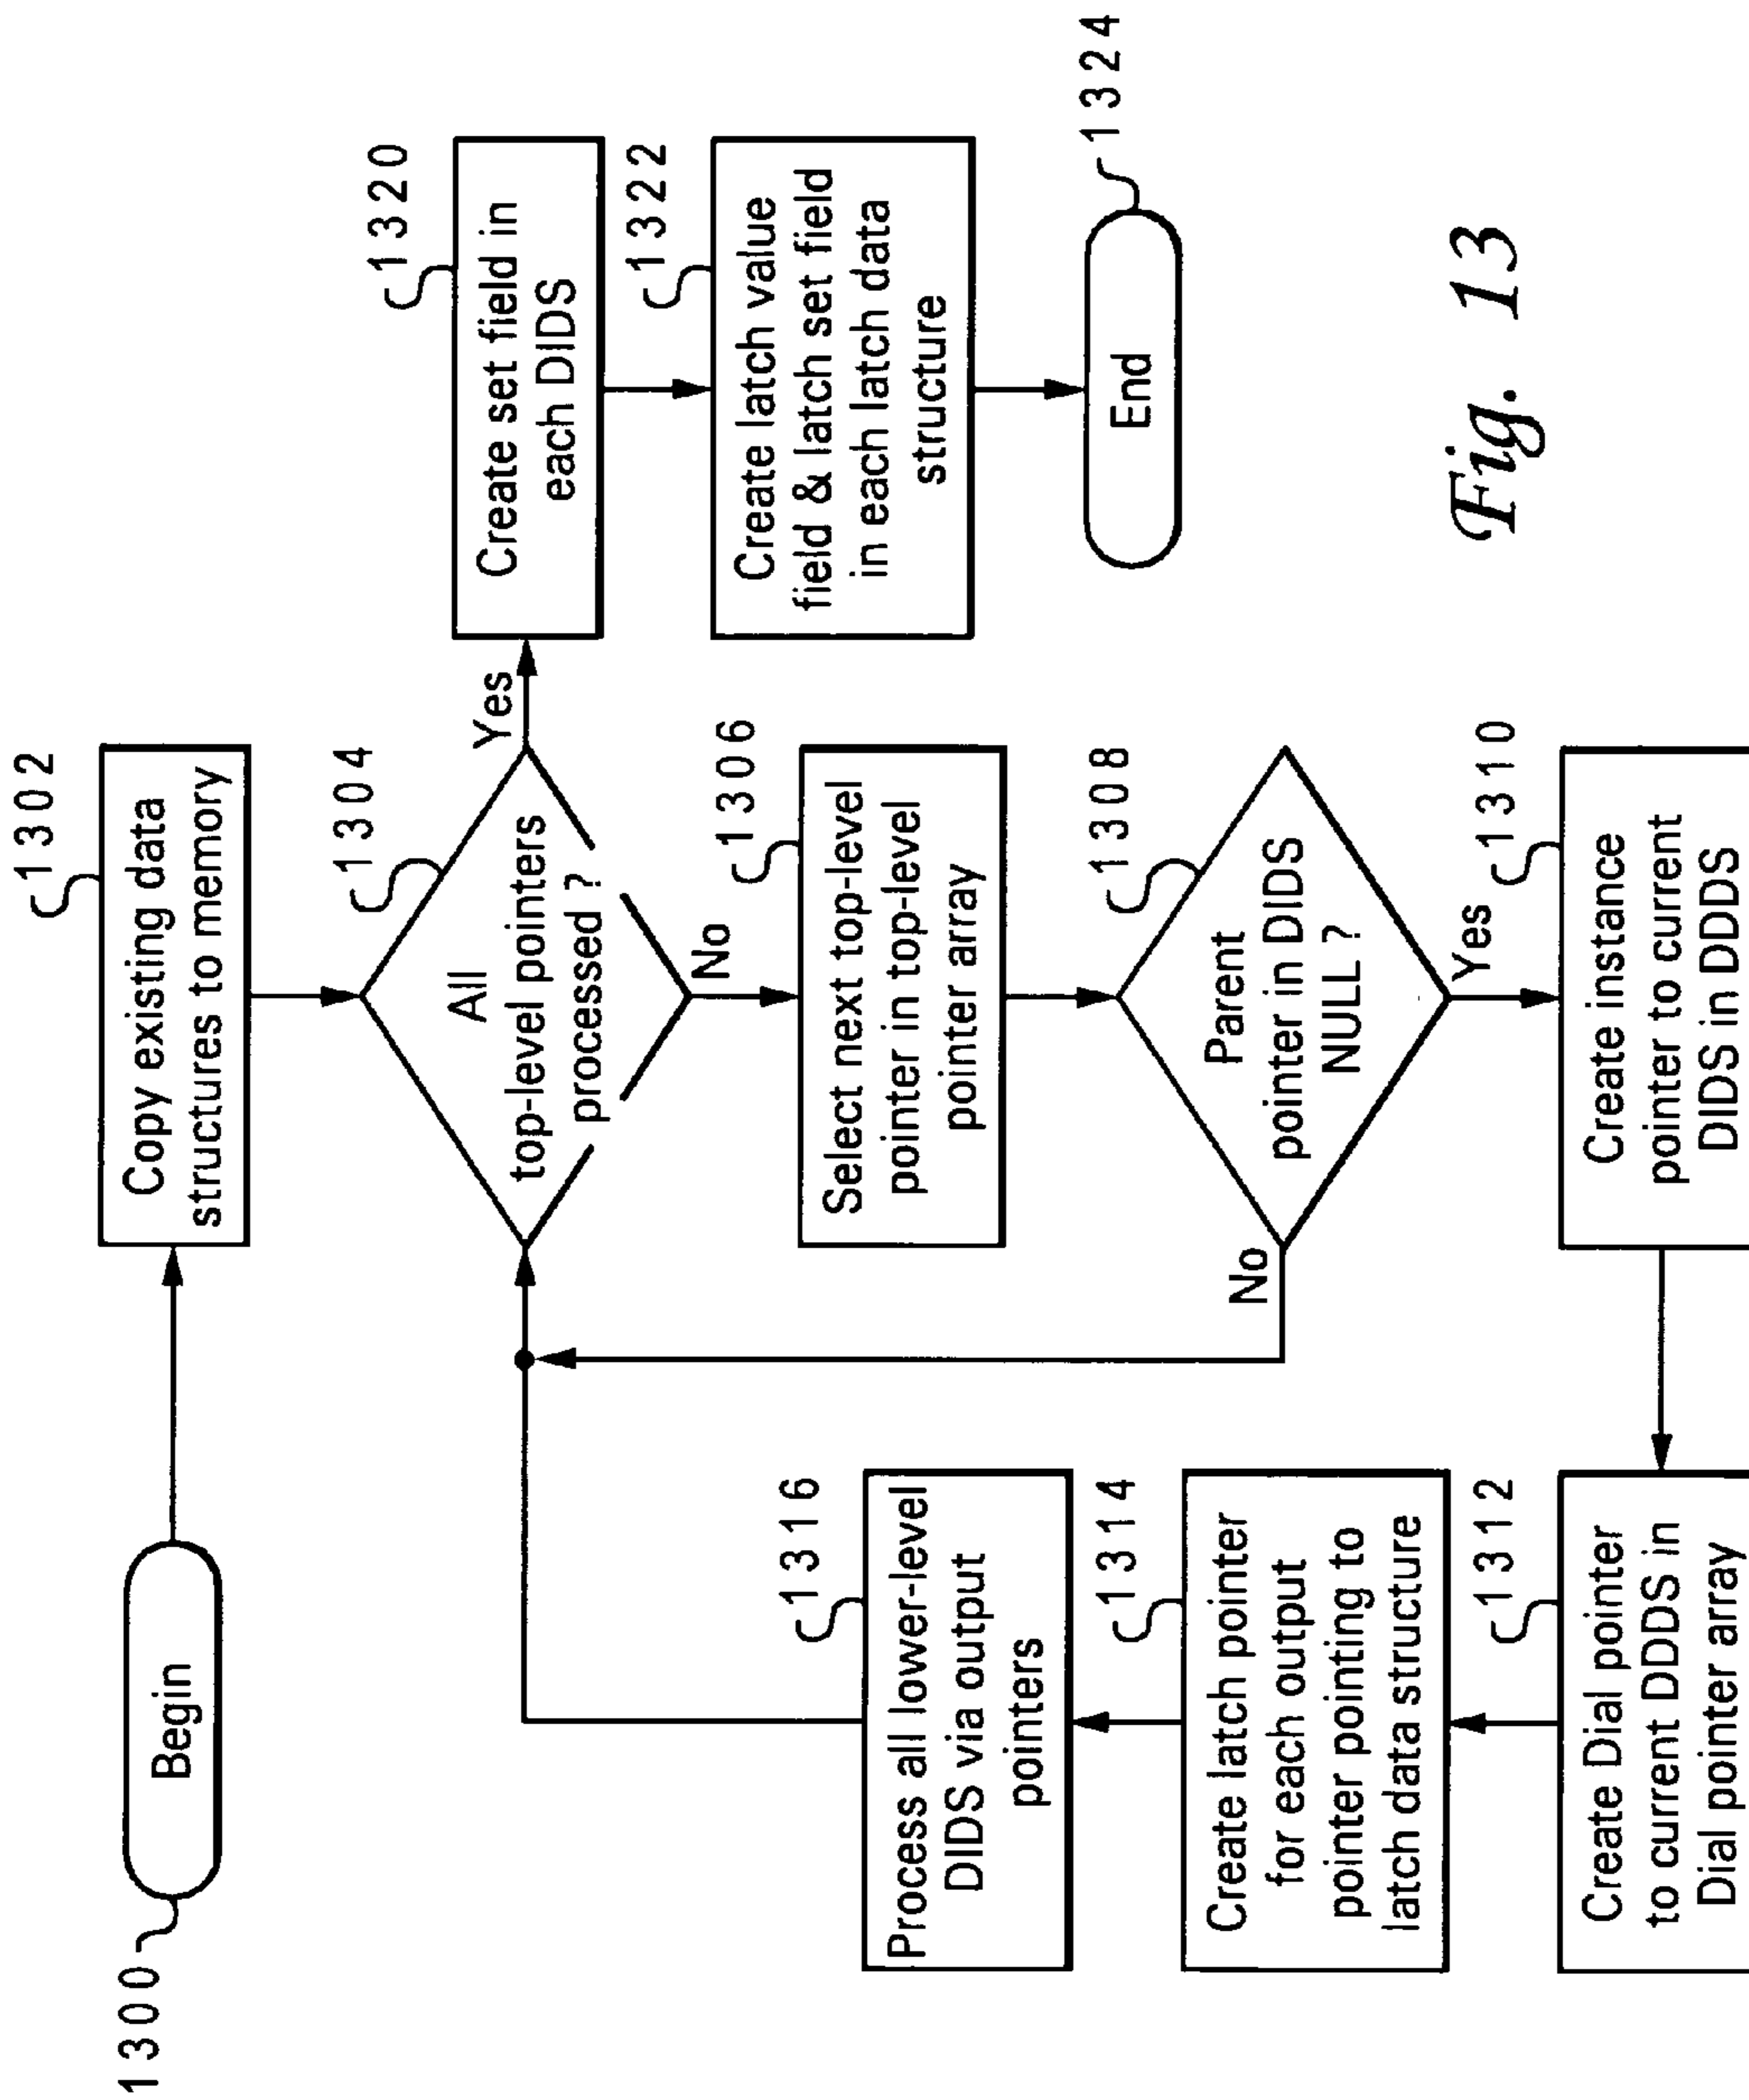 1300
Begin
1302
Copy existing data
structures to memory
1304
All
top-level pointers
processed ?
Yes
No
1320
Create set field in
each DIDS
1322
Create latch value
field & latch set field
in each latch data
structure
1324
End
1306
Select next top-level
pointer in top-level
pointer array
1308
Parent
pointer in DIDS
NULL ?
No
Yes
1310
Create instance
pointer to current
DIDS in DDDS
1312
Create Dial pointer
to current DDDS in
Dial pointer array
1314
Create latch pointer
for each output
pointer pointing to
latch data structure
1316
Process all lower-level
DIDS via output
pointers
Fig. 13